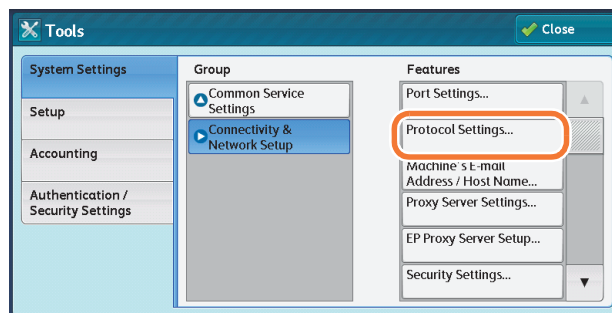 Tools
Close
System Settings
Setup
Accounting
Authentication /
Security Settings
Group
Common Service
Settings
Connectivity &
Network Setup
Features
Port Settings...
Protocol Settings...
Machine's E-mail
Address / Host Name...
Proxy Server Settings...
EP Proxy Server Setup...
Security Settings...